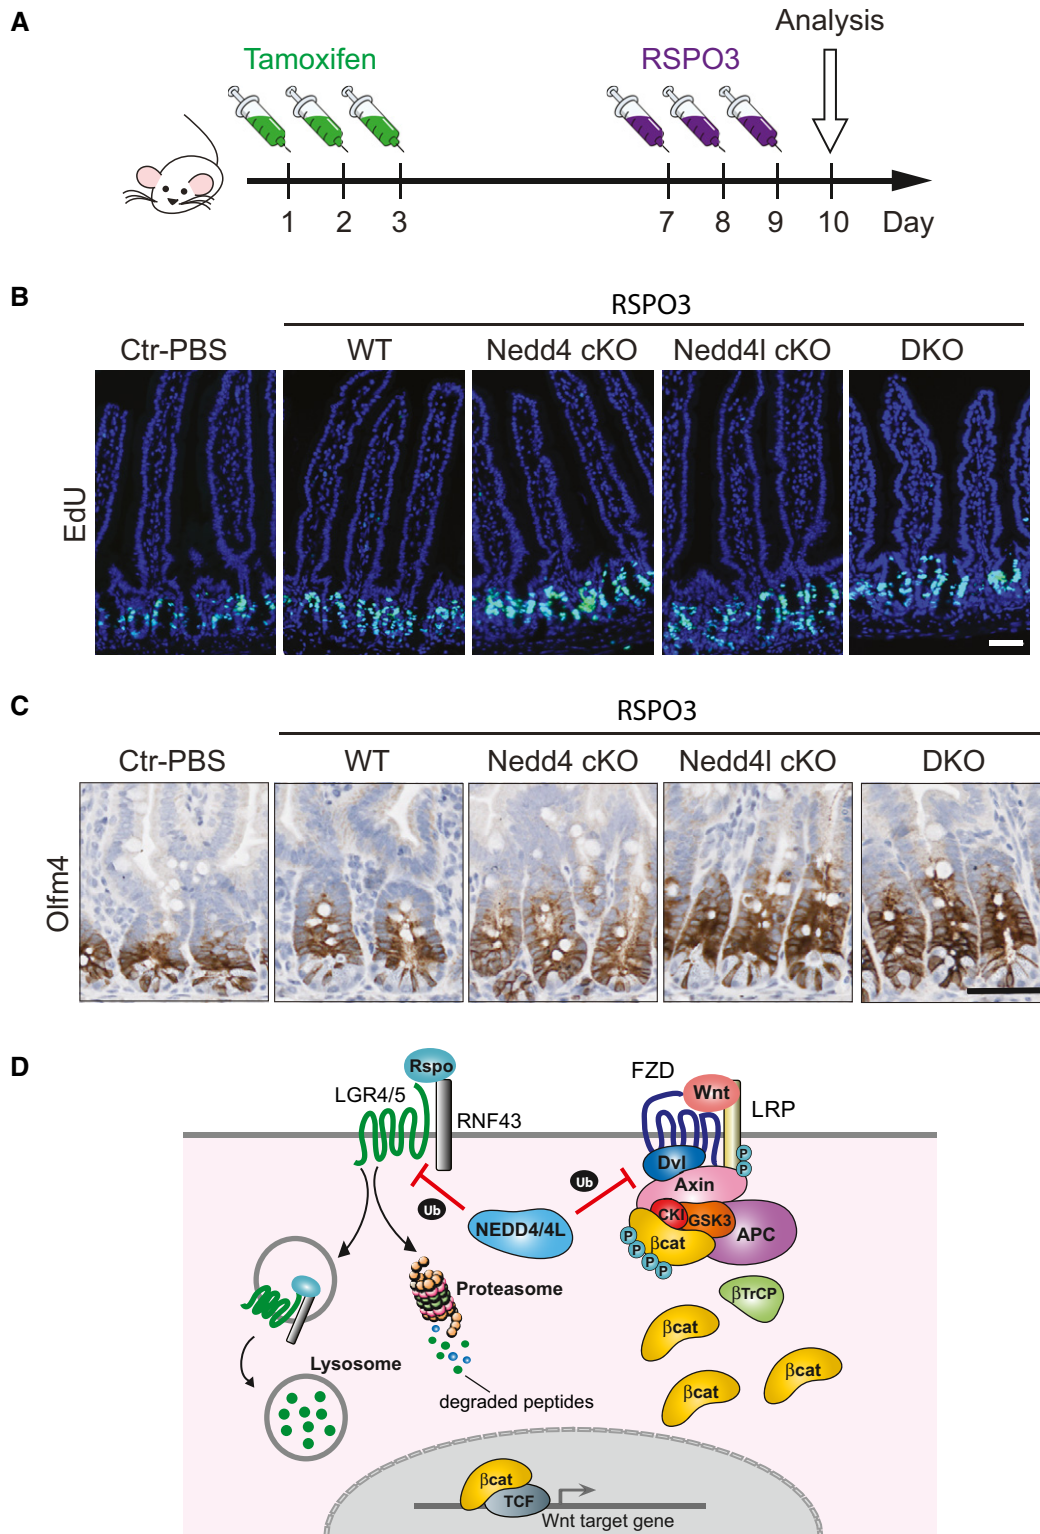 A
Analysis
Tamoxifen
RSPO3
1 2 3 7 8 9 10 Day
B
RSPO3
Ctr-PBS WT Nedd4 cKO Nedd4l cKO DKO
EdU
C
RSPO3
Ctr-PBS WT Nedd4 cKO Nedd4l cKO DKO
Olfm4
D
Rspo
LGR4/5
RNF43
FZD
Wnt
LRP
Dvl
P
P
Axin
Ub
Ub
CKI
GSK3
APC
NEDD4/4L
βcat
P
P
P
P
Proteasome
βTrCP
βcat
βcat
βcat
Lysosome
degraded peptides
βcat
TCF
Wnt target gene